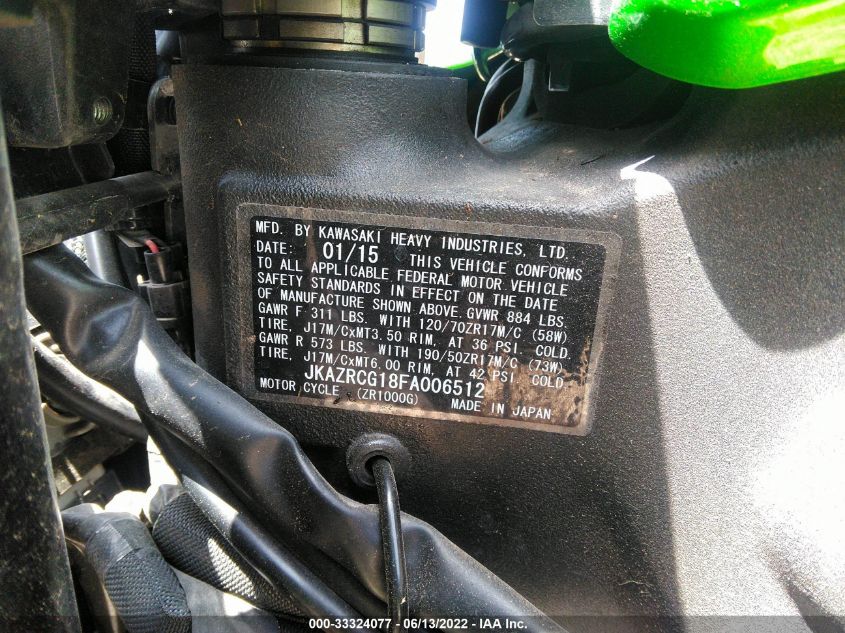 MFD. BY KAWASAKI HEAVY INDUSTRIES, LTD.
DATE: 01/15 THIS VEHICLE CONFORMS
TO ALL APPLICABLE FEDERAL MOTOR VEHICLE
SAFETY STANDARDS IN EFFECT ON THE DATE
OF MANUFACTURE SHOWN ABOVE. GVWR 884 LBS.
GAWR F 311 LBS. WITH 120/70ZR17M/C (58W)
TIRE, J17M/CxMT3.50 RIM, AT 36 PSI. COLD.
GAWR R 573 LBS. WITH 190/50ZR17M/C (73W)
TIRE, J17M/CxMT6.00 RIM, AT 42 PSI. COLD.
JKAZRCG18FA006512
MOTOR CYCLE (ZR1000G) MADE IN JAPAN
000-33324077 - 06/13/2022 - IAA Inc.